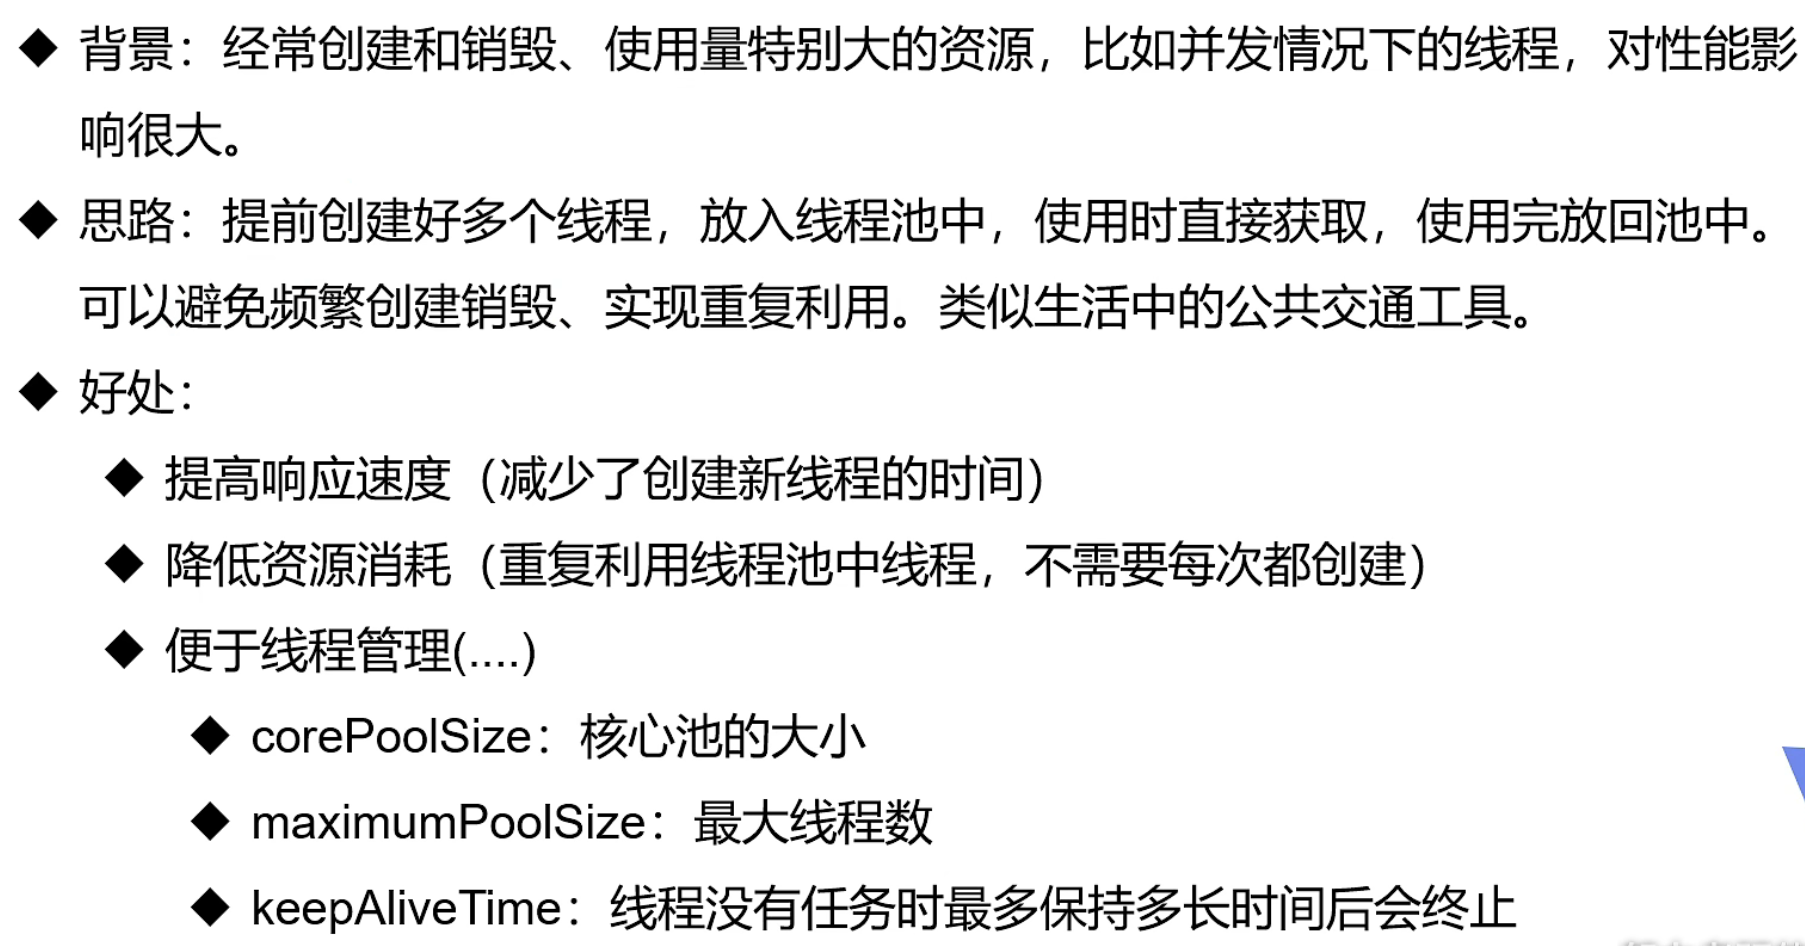 ◆ 背景：经常创建和销毁、使用量特别大的资源，比如并发情况下的线程，对性能影
响很大。
◆ 思路：提前创建好多个线程，放入线程池中，使用时直接获取，使用完放回池中。
可以避免频繁创建销毁、实现重复利用。类似生活中的公共交通工具。
◆ 好处：
◆ 提高响应速度（减少了创建新线程的时间）
◆ 降低资源消耗（重复利用线程池中线程，不需要每次都创建）
◆ 便于线程管理(....)
◆ corePoolSize：核心池的大小
◆ maximumPoolSize：最大线程数
◆ keepAliveTime：线程没有任务时最多保持多长时间后会终止